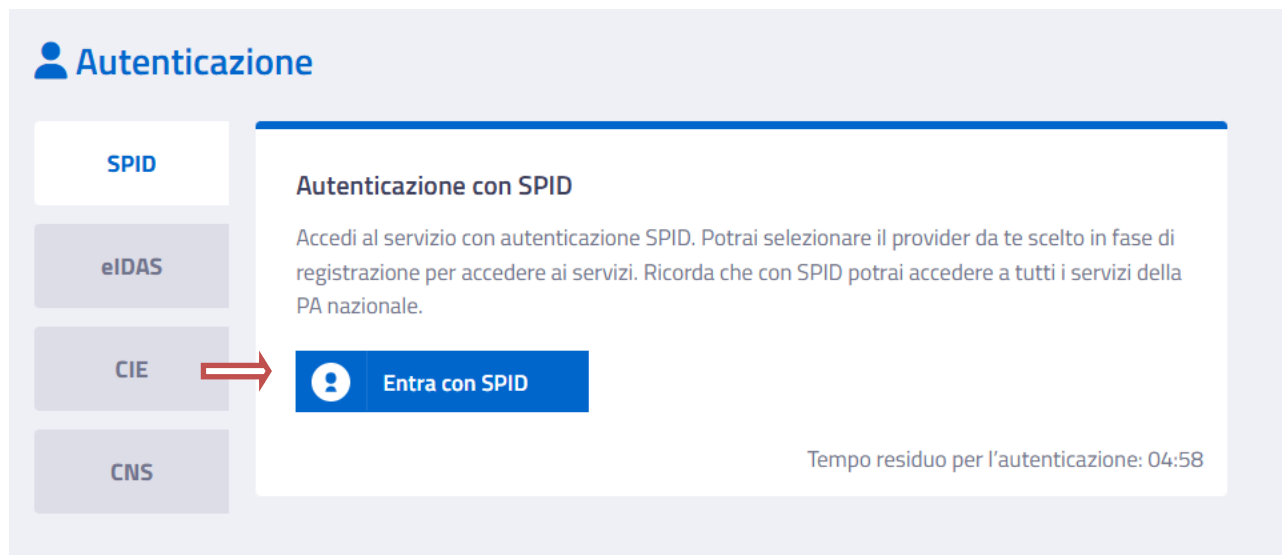 Autenticazione
SPID
eIDAS
CIE
CNS
Autenticazione con SPID
Accedi al servizio con autenticazione SPID. Potrai selezionare il provider da te scelto in fase di
registrazione per accedere ai servizi. Ricorda che con SPID potrai accedere a tutti i servizi della
PA nazionale.
Entra con SPID
Tempo residuo per l'autenticazione: 04:58